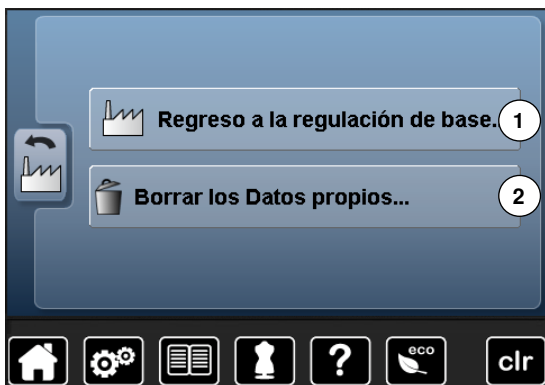 Regreso a la regulación de base.
1
Borrar los Datos propios...
2
?
eco
clr